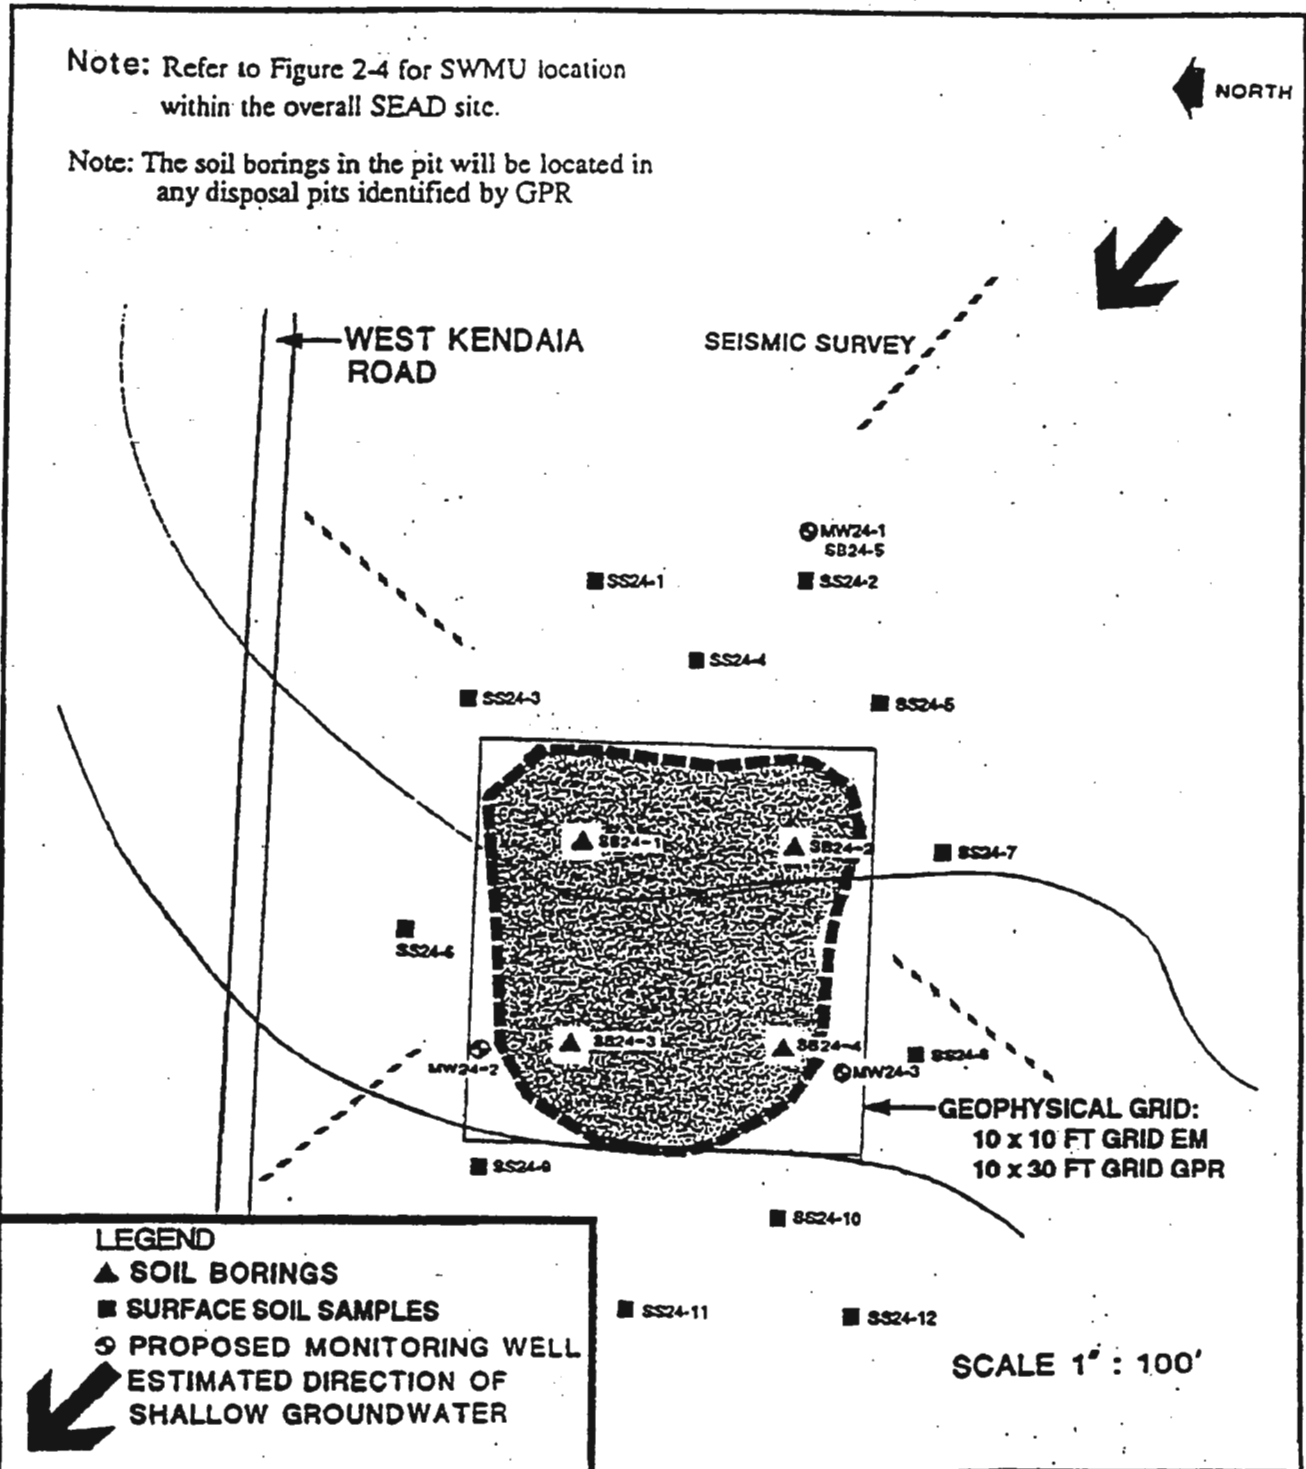 Note: Refer to Figure 2-4 for SWMU location
within the overall SEAD site.
NORTH
Note: The soil borings in the pit will be located in
any disposal pits identified by GPR
WEST KENDAIA
ROAD
SEISMIC SURVEY
MW24-1
SB24-5
SS24-1
SS24-2
SS24-4
SS24-3
SS24-5
SB24-1
SB24-2
SS24-7
SS24-6
SB24-3
SB24-4
SS24-8
MW24-2
MW24-3
GEOPHYSICAL GRID:
10 x 10 FT GRID EM
10 x 30 FT GRID GPR
SS24-9
SS24-10
LEGEND
SOIL BORINGS
SURFACE SOIL SAMPLES
SS24-11
SS24-12
PROPOSED MONITORING WELL
SCALE 1" : 100'
ESTIMATED DIRECTION OF
SHALLOW GROUNDWATER